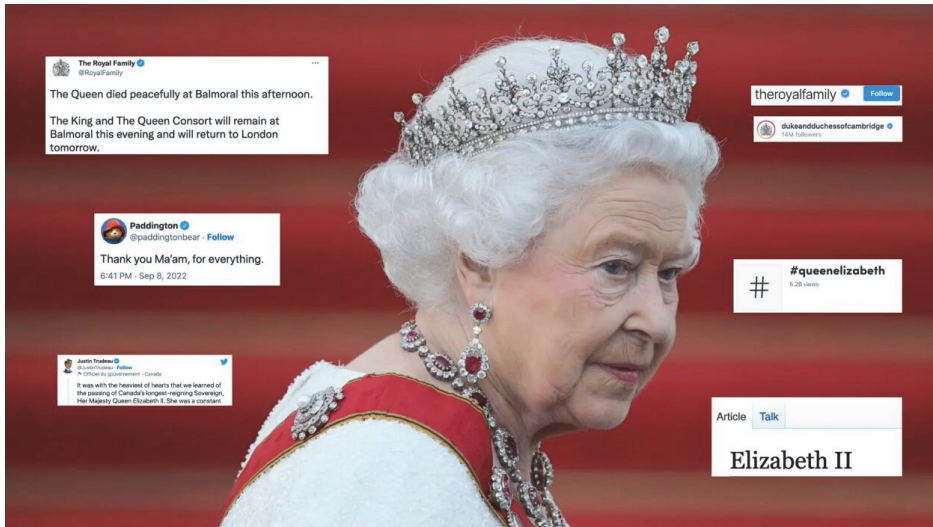 The Royal Family
@RoyalFamily
The Queen died peacefully at Balmoral this afternoon.
The King and The Queen Consort will remain at
Balmoral this evening and will return to London
tomorrow.
theroyalfamily Follow
dukeandduchessofcambridge
14M followers
Paddington
@paddingtonbear · Follow
Thank you Ma'am, for everything.
6:41 PM · Sep 8, 2022
# #queenelizabeth
5.2B views
Justin Trudeau
@JustinTrudeau · Follow
Officiel du gouvernement - Canada
It was with the heaviest of hearts that we learned of
the passing of Canada's longest-reigning Sovereign,
Her Majesty Queen Elizabeth II. She was a constant
Article Talk
Elizabeth II